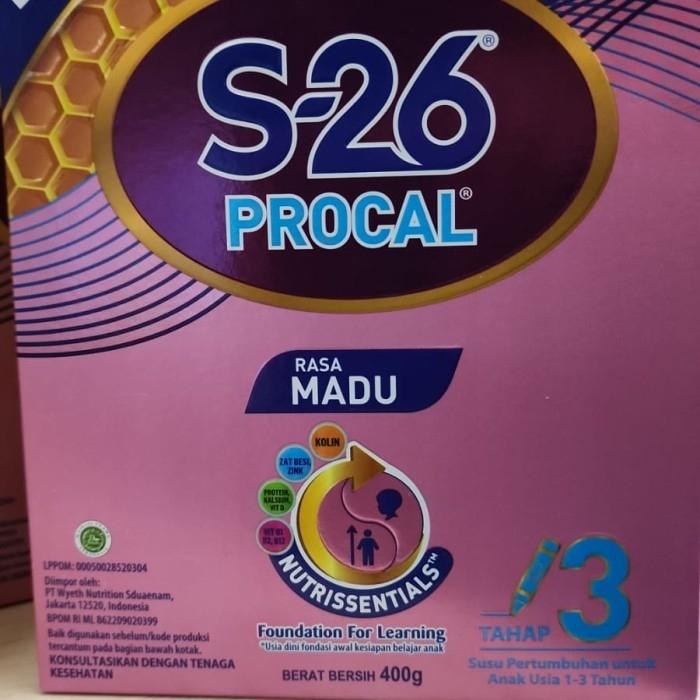 S-26®
PROCAL®
RASA
MADU
KOLIN
ZAT BESI,
ZINK
PROTEIN,
KALSIUM,
VIT D
VIT B1
B2, B12
NUTRISSENTIALS™
Foundation For Learning
*Usia dini fondasi awal kesiapan belajar anak
BERAT BERSIH 400g
LPPOM: 00050028520304
Diimpor oleh:
PT Wyeth Nutrition Sduaenam,
Jakarta 12520, Indonesia
BPOM RI ML 862209020399
Baik digunakan sebelum/kode produksi
tercantum pada bagian bawah kotak.
KONSULTASIKAN DENGAN TENAGA
KESEHATAN
TAHAP 3
Susu Pertumbuhan untuk
Anak Usia 1-3 Tahun